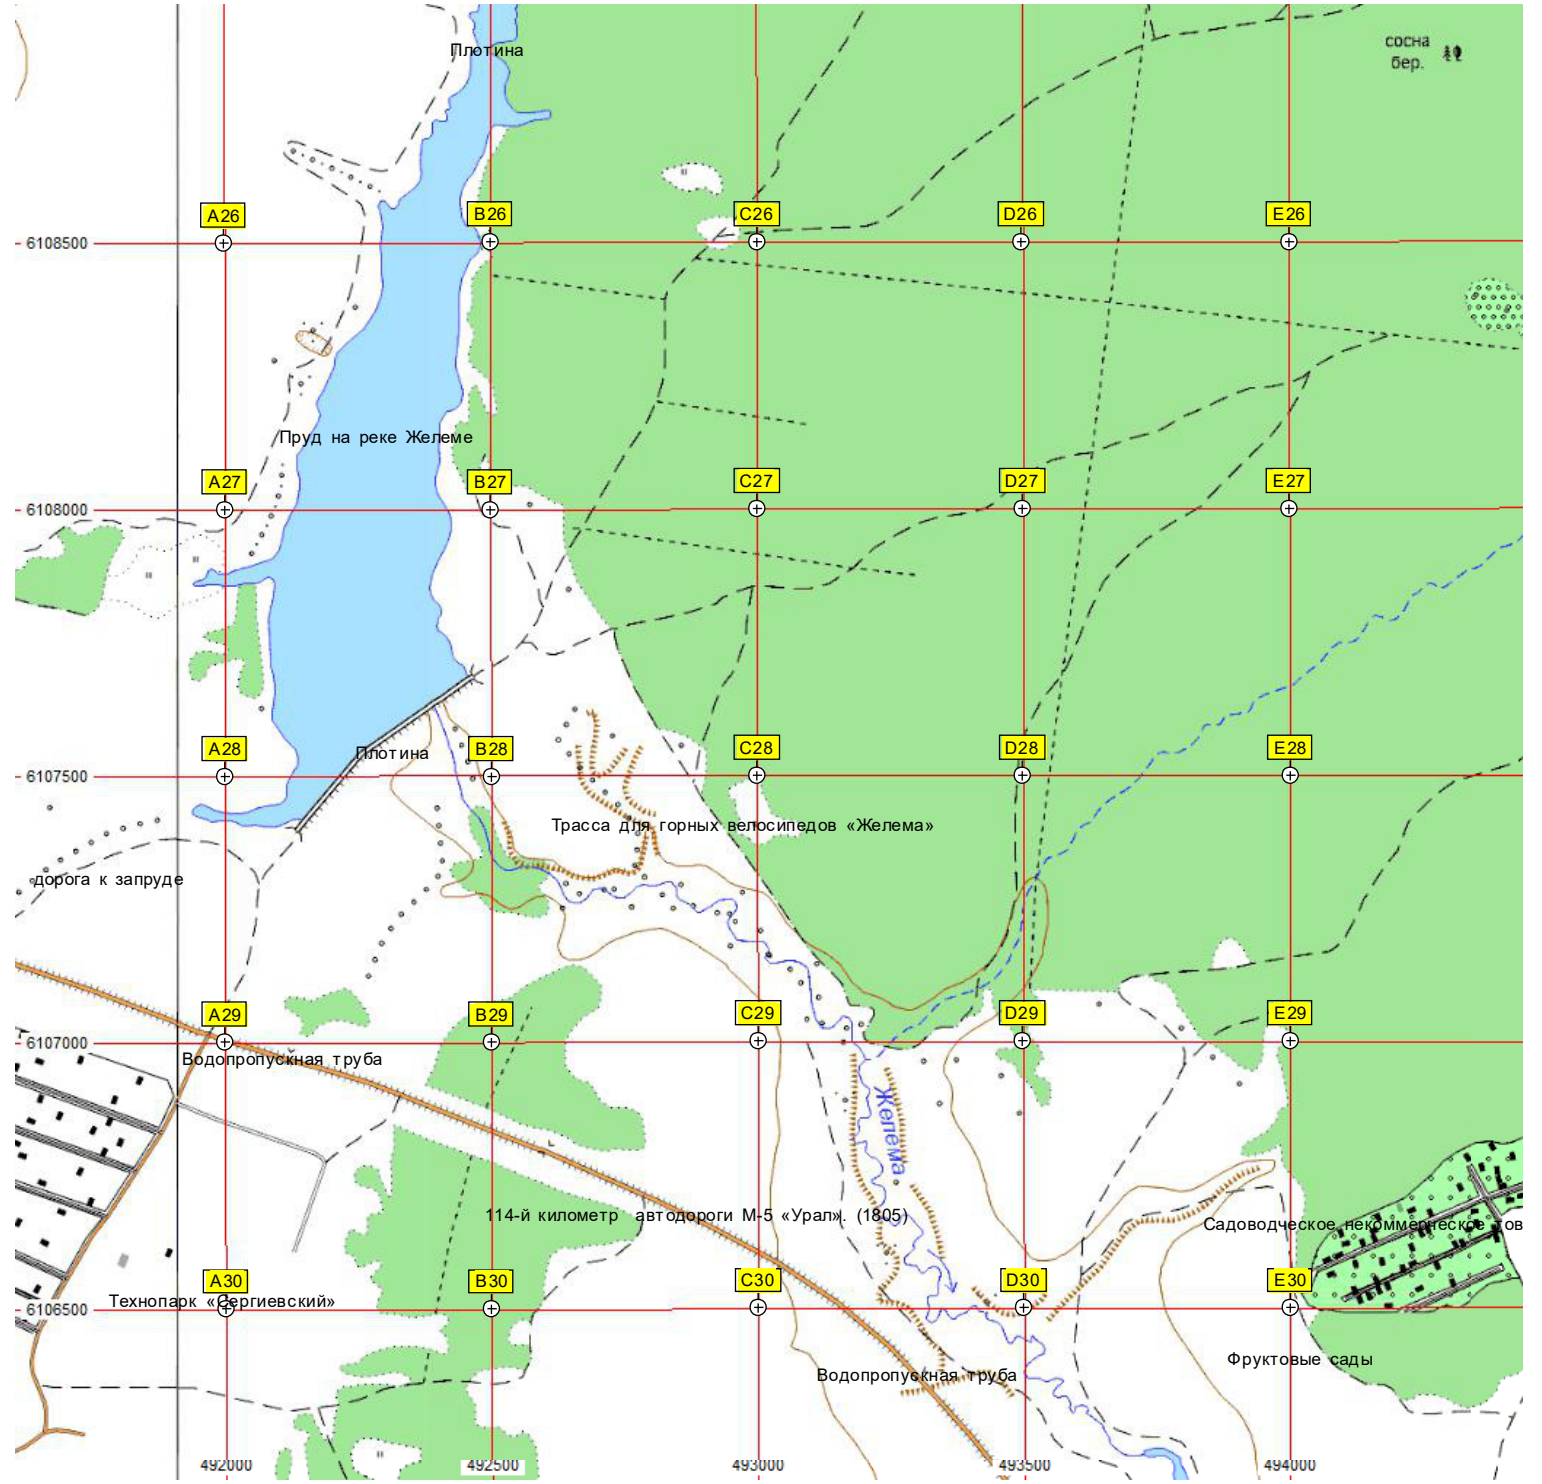 Плотина
сосна
бер.
A26
B26
C26
D26
E26
6108500
Пруд на реке Желеме
A27
B27
C27
D27
E27
6108000
A28
B28
C28
D28
E28
Плотина
6107500
Трасса для горных велосипедов «Желема»
дорога к запруде
A29
B29
C29
D29
E29
6107000
Водопропускная труба
Желема
114-й километр автодороги М-5 «Урал». (1805)
Садоводческое некоммерческое тов
A30
B30
C30
D30
E30
Технопарк «Сергиевский»
6106500
Фруктовые сады
Водопропускная труба
492000
492500
493000
493500
494000